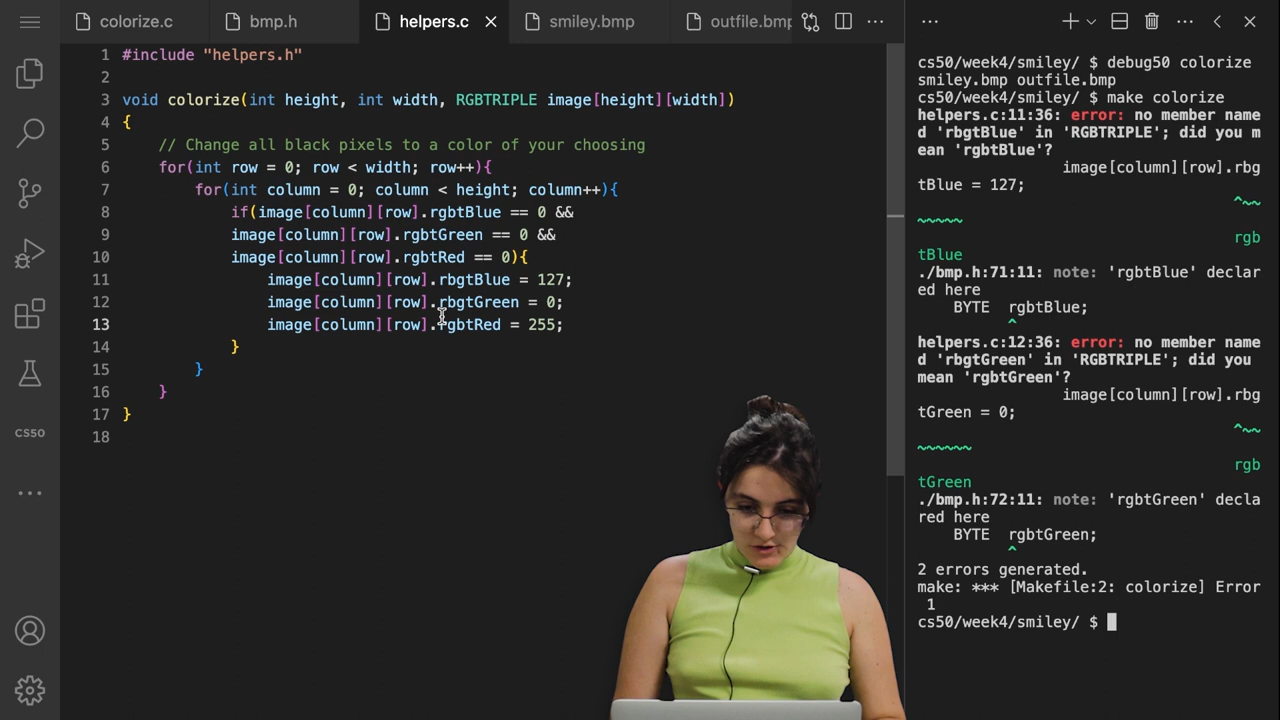 colorize.c
bmp.h
helpers.c
smiley.bmp
outfile.bmp
1 #include "helpers.h"
2
3 void colorize(int height, int width, RGBTRIPLE image[height][width])
4 {
5 // Change all black pixels to a color of your choosing
6 for(int row = 0; row < width; row++){
7 for(int column = 0; column < height; column++){
8 if(image[column][row].rgbtBlue == 0 &&
9 image[column][row].rgbtGreen == 0 &&
10 image[column][row].rgbtRed == 0){
11 image[column][row].rbgtBlue = 127;
12 image[column][row].rbgtGreen = 0;
13 image[column][row].rgbtRed = 255;
14 }
15 }
16 }
17 }
18
CS50
cs50/week4/smiley/ $ debug50 colorize
smiley.bmp outfile.bmp
cs50/week4/smiley/ $ make colorize
helpers.c:11:36: error: no member name
d 'rbgtBlue' in 'RGBTRIPLE'; did you m
ean 'rgbtBlue'?
image[column][row].rbg
tBlue = 127;
^~~
~~~~~
rgb
tBlue
./bmp.h:71:11: note: 'rgbtBlue' declar
ed here
BYTE rgbtBlue;
^
helpers.c:12:36: error: no member name
d 'rbgtGreen' in 'RGBTRIPLE'; did you
mean 'rgbtGreen'?
image[column][row].rbg
tGreen = 0;
^~~
~~~~~~
rgb
tGreen
./bmp.h:72:11: note: 'rgbtGreen' decla
red here
BYTE rgbtGreen;
^
2 errors generated.
make: *** [Makefile:2: colorize] Error
1
cs50/week4/smiley/ $